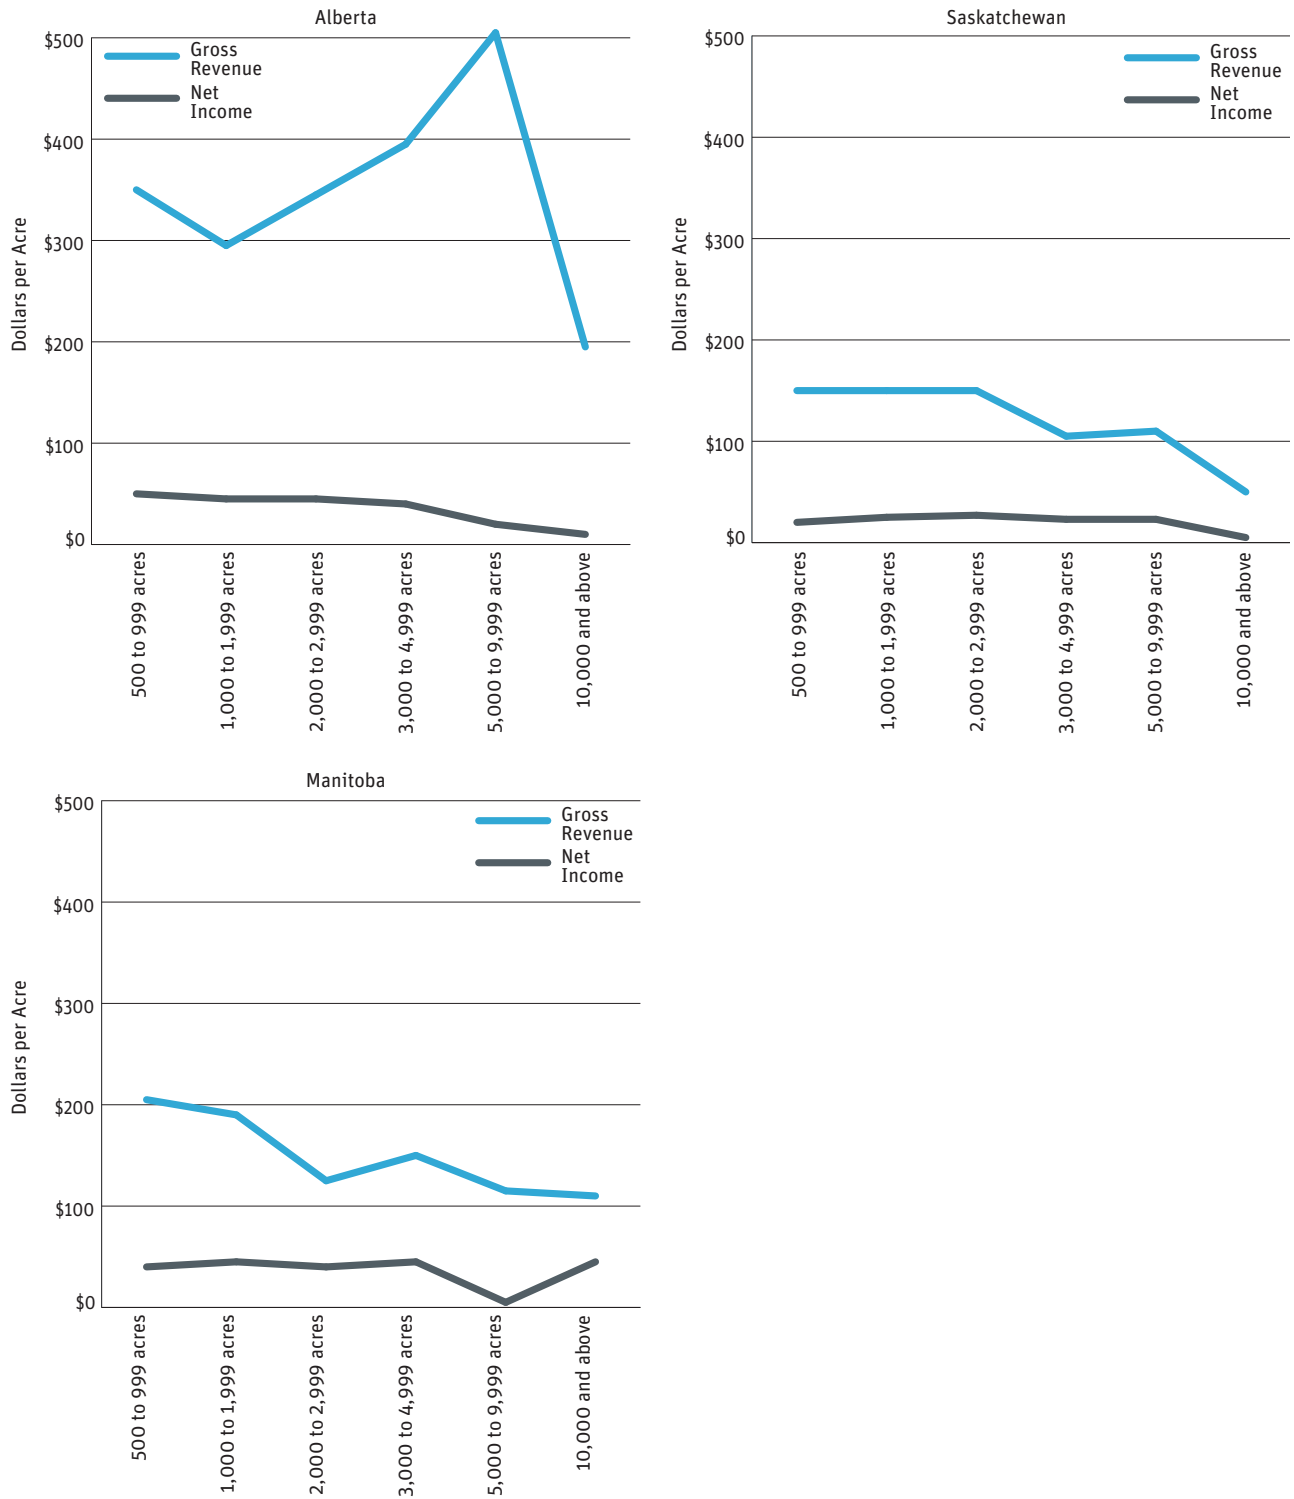 Alberta
$500
$400
$300
$200
$100
$0
Dollars per Acre
Gross
Revenue
Net
Income
500 to 999 acres
1,000 to 1,999 acres
2,000 to 2,999 acres
3,000 to 4,999 acres
5,000 to 9,999 acres
10,000 and above
Saskatchewan
$500
$400
$300
$200
$100
$0
Dollars per Acre
Gross
Revenue
Net
Income
500 to 999 acres
1,000 to 1,999 acres
2,000 to 2,999 acres
3,000 to 4,999 acres
5,000 to 9,999 acres
10,000 and above
Manitoba
$500
$400
$300
$200
$100
$0
Dollars per Acre
Gross
Revenue
Net
Income
500 to 999 acres
1,000 to 1,999 acres
2,000 to 2,999 acres
3,000 to 4,999 acres
5,000 to 9,999 acres
10,000 and above